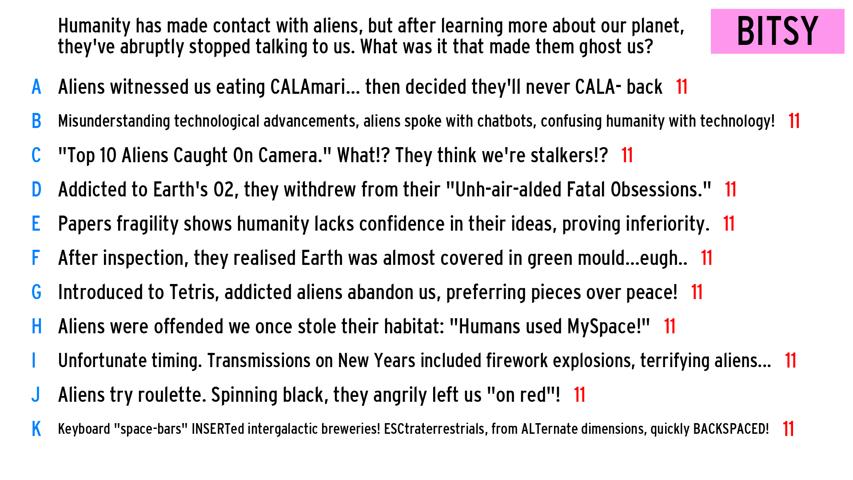 Humanity has made contact with aliens, but after learning more about our planet,
they've abruptly stopped talking to us. What was it that made them ghost us?
BITSY
A Aliens witnessed us eating CALAmari... then decided they'll never CALA- back 11
B Misunderstanding technological advancements, aliens spoke with chatbots, confusing humanity with technology! 11
C "Top 10 Aliens Caught On Camera." What!? They think we're stalkers!? 11
D Addicted to Earth's O2, they withdrew from their "Unh-air-alded Fatal Obsessions." 11
E Papers fragility shows humanity lacks confidence in their ideas, proving inferiority. 11
F After inspection, they realised Earth was almost covered in green mould...eugh.. 11
G Introduced to Tetris, addicted aliens abandon us, preferring pieces over peace! 11
H Aliens were offended we once stole their habitat: "Humans used MySpace!" 11
I Unfortunate timing. Transmissions on New Years included firework explosions, terrifying aliens... 11
J Aliens try roulette. Spinning black, they angrily left us "on red"! 11
K Keyboard "space-bars" INSERTed intergalactic breweries! ESCtraterrestrials, from ALTernate dimensions, quickly BACKSPACED! 11